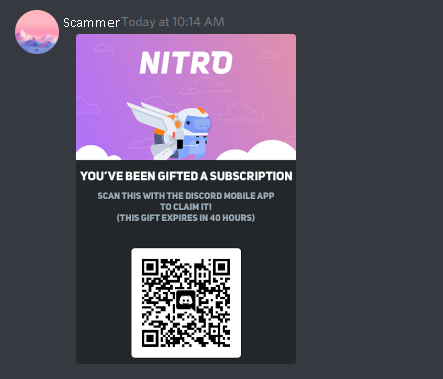 Scammer Today at 10:14 AM
NITRO
YOU'VE BEEN GIFTED A SUBSCRIPTION
SCAN THIS WITH THE DISCORD MOBILE APP
TO CLAIM IT!
(THIS GIFT EXPIRES IN 40 HOURS)